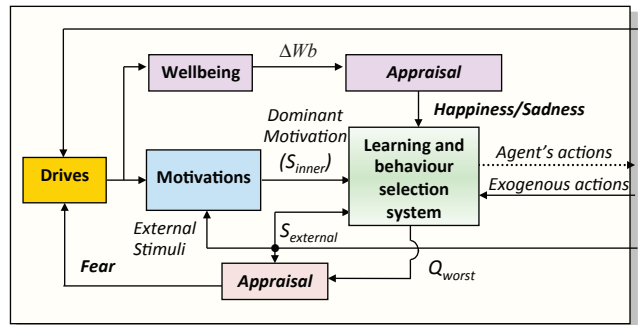 Wellbeing
ΔWb
Appraisal
Happiness/Sadness
Dominant
Motivation
(S_inner)
Drives
Motivations
Learning and
behaviour
selection
system
Agent's actions
Exogenous actions
External
Stimuli
S_external
Fear
Appraisal
Q_worst